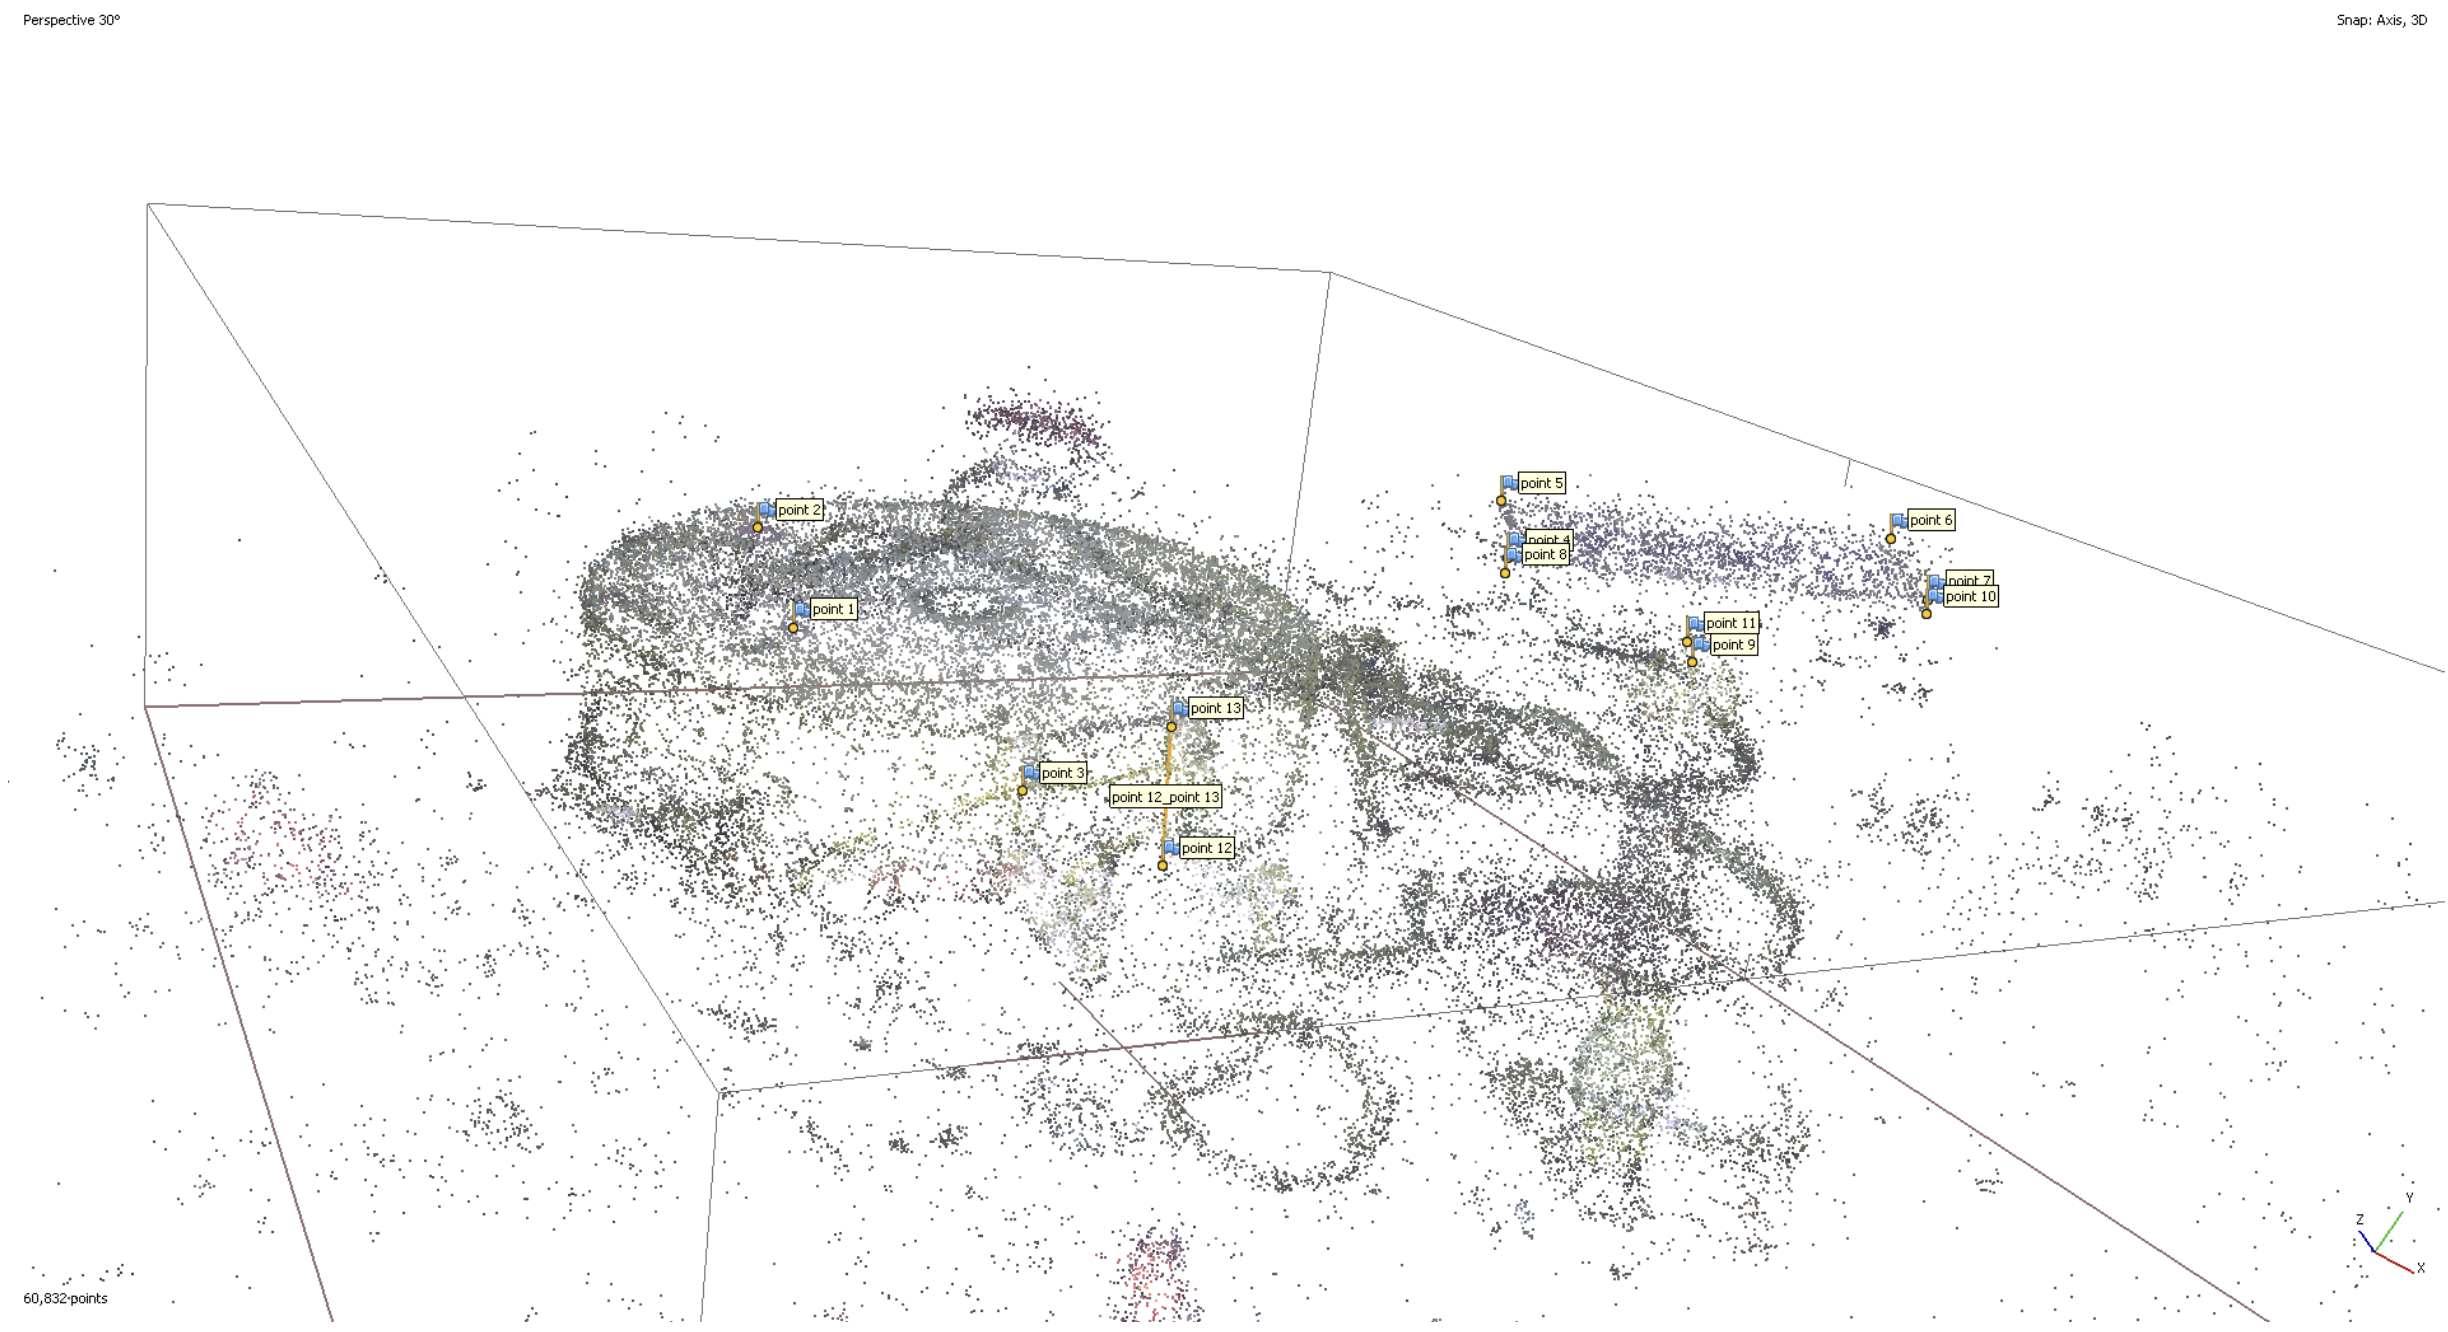 Perspective 30°
Snap: Axis, 3D
point 5
point 2
point 6
point 4
point 8
point 7
point 10
point 1
point 11
point 9
point 13
point 3
point 12_point 13
point 12
Y
Z
X
60,832 points